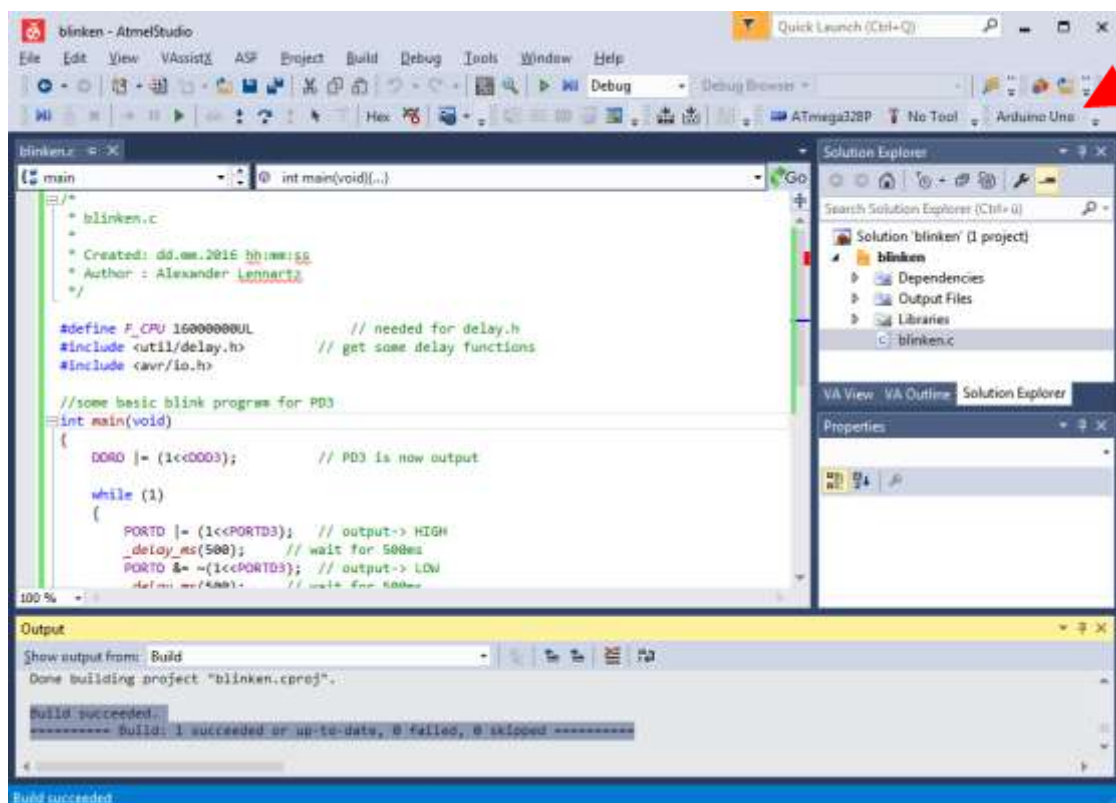 blinken - AtmelStudio
Quick Launch (Ctrl+Q)
File Edit View VAssistX ASF Project Build Debug Tools Window Help
Debug Debug Browser
Hex ATmega328P No Tool Arduino Uno
blinken.c
main int main(void){...} Go
/*
* blinken.c
*
* Created: dd.mm.2016 hh:mm:ss
* Author : Alexander Lennartz
*/
#define F_CPU 16000000UL // needed for delay.h
#include <util/delay.h> // get some delay functions
#include <avr/io.h>
//some basic blink program for PD3
int main(void)
{
DDRD |= (1<<DDD3); // PD3 is now output
while (1)
{
PORTD |= (1<<PORTD3); // output-> HIGH
_delay_ms(500); // wait for 500ms
PORTD &= ~(1<<PORTD3); // output-> LOW
_delay_ms(500); // wait for 500ms
100 %
Solution Explorer
Search Solution Explorer (Ctrl+ü)
Solution 'blinken' (1 project)
blinken
Dependencies
Output Files
Libraries
blinken.c
VA View VA Outline Solution Explorer
Properties
Output
Show output from: Build
Done building project "blinken.cproj".
Build succeeded.
========== Build: 1 succeeded or up-to-date, 0 failed, 0 skipped ==========
Build succeeded